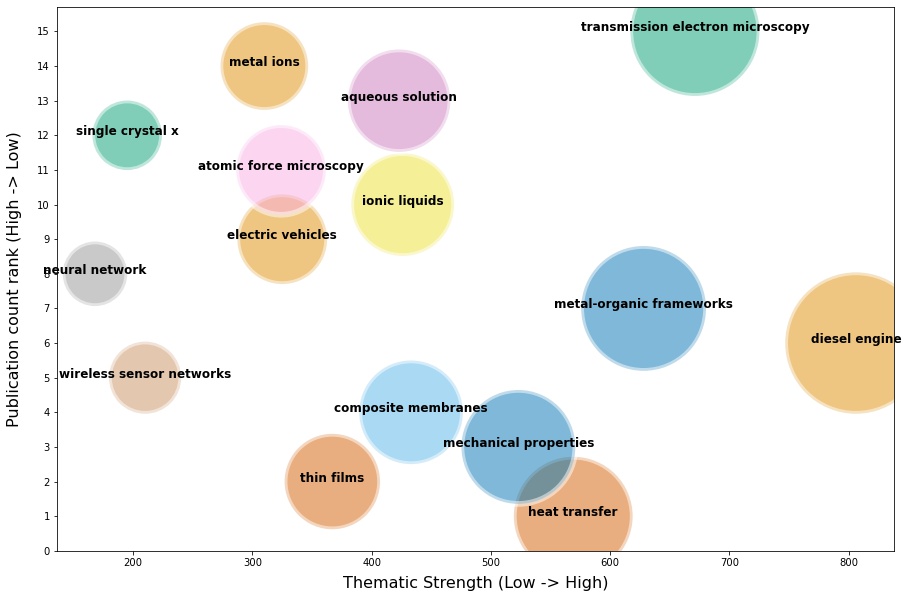 15
transmission electron microscopy
14
metal ions
13
aqueous solution
12
single crystal x
11
atomic force microscopy
10
ionic liquids
9
electric vehicles
8
neural network
7
metal-organic frameworks
6
diesel engine
5
wireless sensor networks
4
composite membranes
3
mechanical properties
2
thin films
1
heat transfer
0
200 300 400 500 600 700 800
Thematic Strength (Low -> High)
Publication count rank (High -> Low)